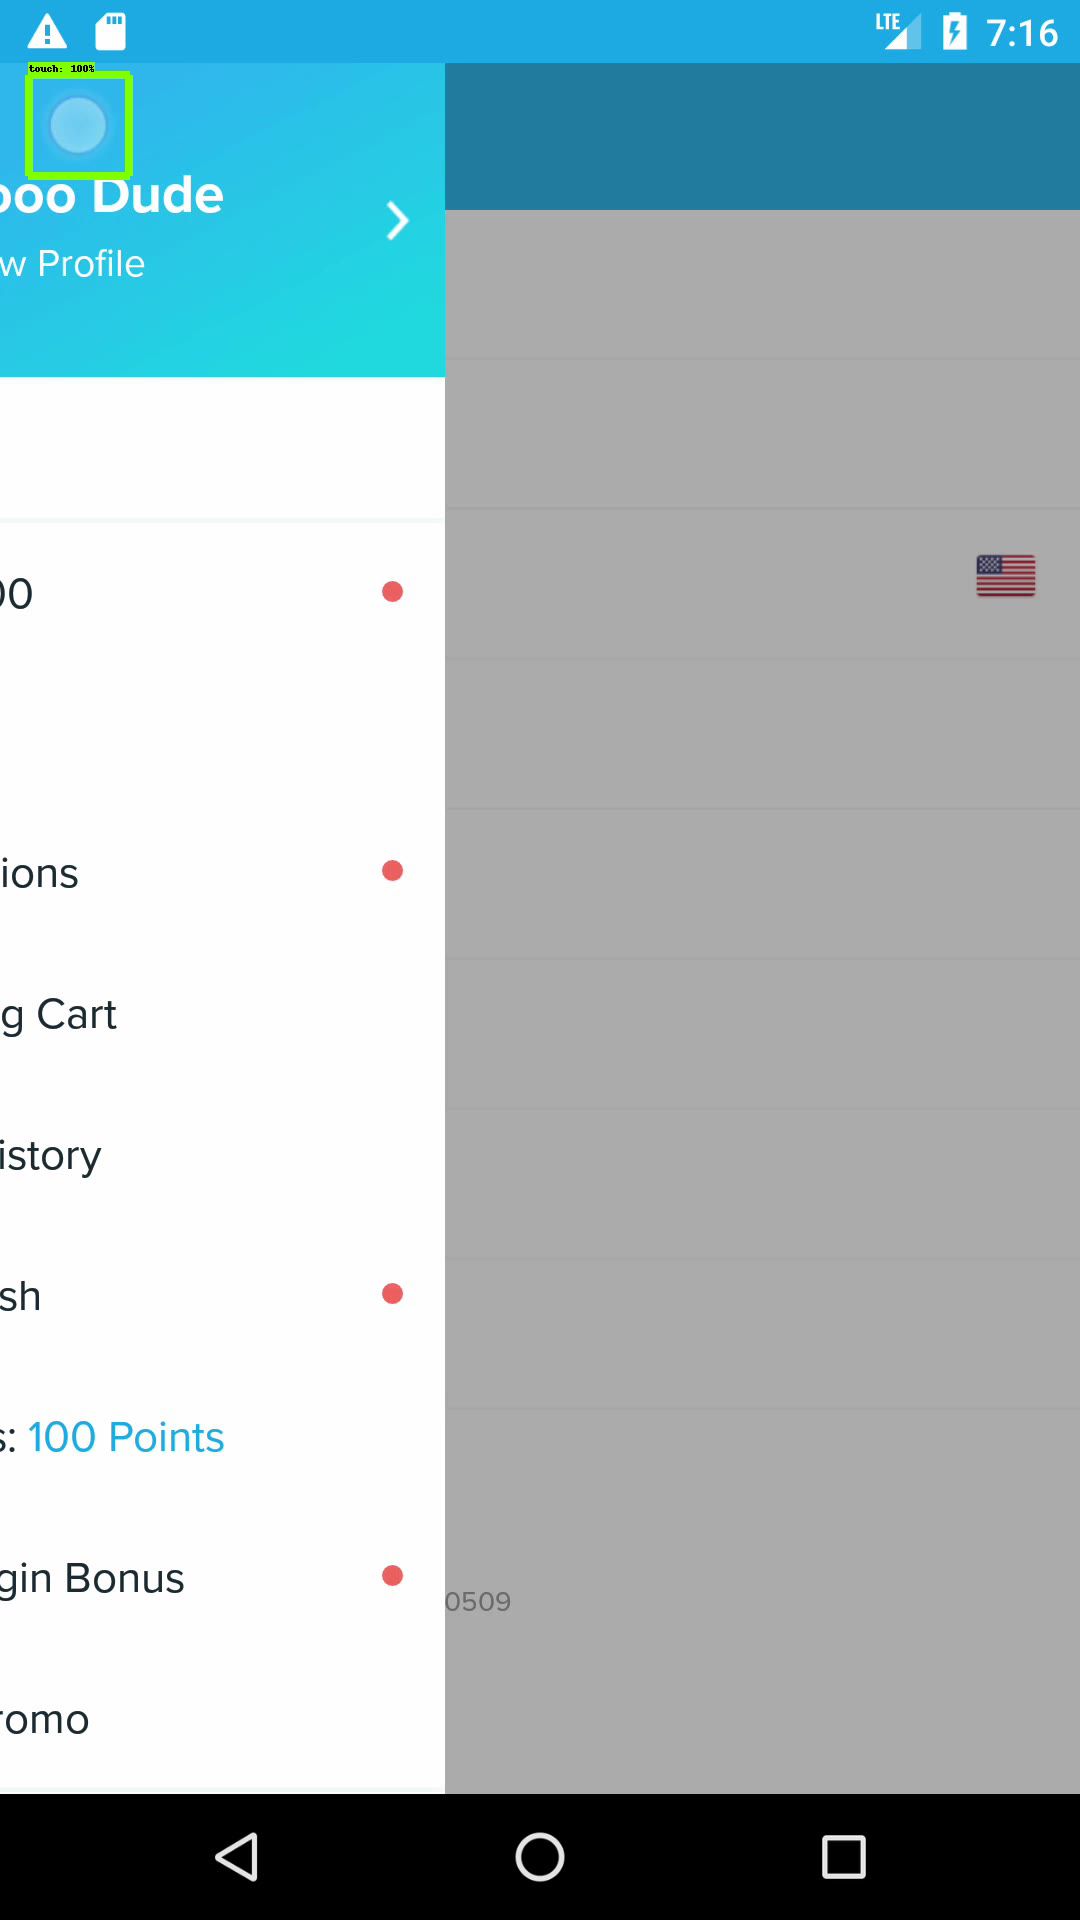 LTE 7:16
touch: 100%
ooo Dude
w Profile
00
ions
g Cart
istory
sh
s: 100 Points
gin Bonus
0509
romo